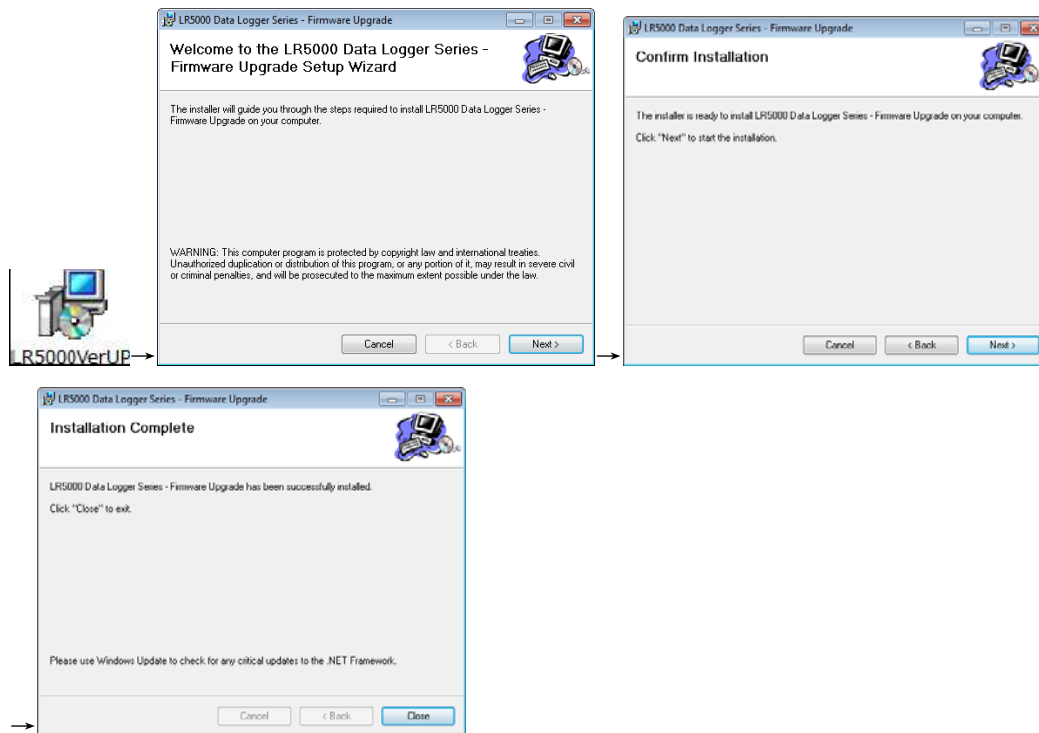 LR5000 Data Logger Series - Firmware Upgrade
Welcome to the LR5000 Data Logger Series -
Firmware Upgrade Setup Wizard
The installer will guide you through the steps required to install LR5000 Data Logger Series -
Firmware Upgrade on your computer.
WARNING: This computer program is protected by copyright law and international treaties.
Unauthorized duplication or distribution of this program, or any portion of it, may result in severe civil
or criminal penalties, and will be prosecuted to the maximum extent possible under the law.
Cancel
< Back
Next >
LR5000VerUP
LR5000 Data Logger Series - Firmware Upgrade
Confirm Installation
The installer is ready to install LR5000 Data Logger Series - Firmware Upgrade on your computer.
Click "Next" to start the installation.
Cancel
< Back
Next >
LR5000 Data Logger Series - Firmware Upgrade
Installation Complete
LR5000 Data Logger Series - Firmware Upgrade has been successfully installed.
Click "Close" to exit.
Please use Windows Update to check for any critical updates to the .NET Framework.
Cancel
< Back
Close